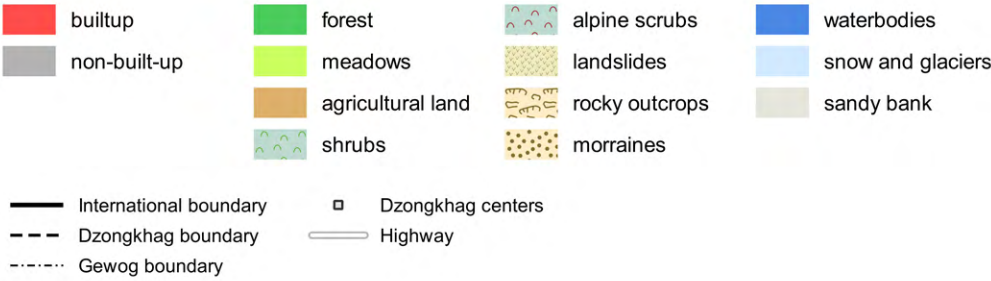 builtup
forest
alpine scrubs
waterbodies
non-built-up
meadows
landslides
snow and glaciers
agricultural land
rocky outcrops
sandy bank
shrubs
morraines
International boundary
Dzongkhag centers
Dzongkhag boundary
Highway
Gewog boundary